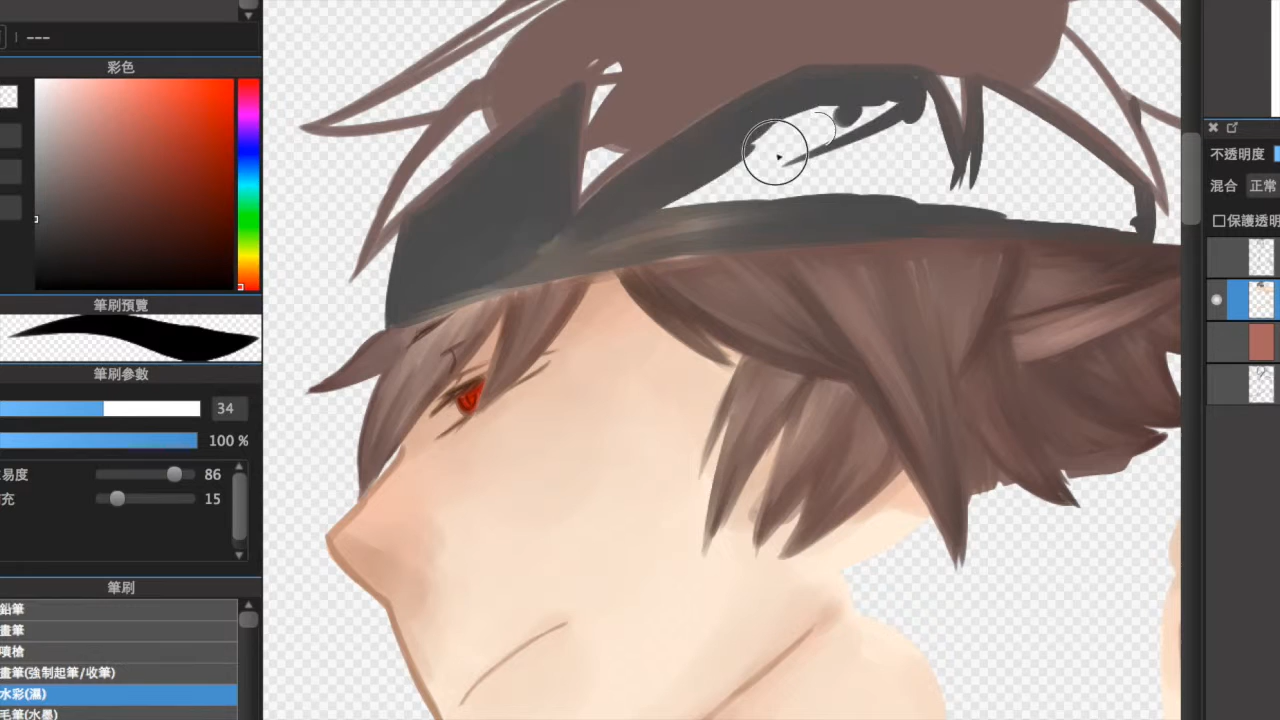 ---
彩色
筆刷預覽
筆刷參數
34
100 %
易度 86
充 15
筆刷
鉛筆
畫筆
噴槍
畫筆(強制起筆/收筆)
水彩(濕)
毛筆(水墨)
不透明度
混合 正常
保護透明